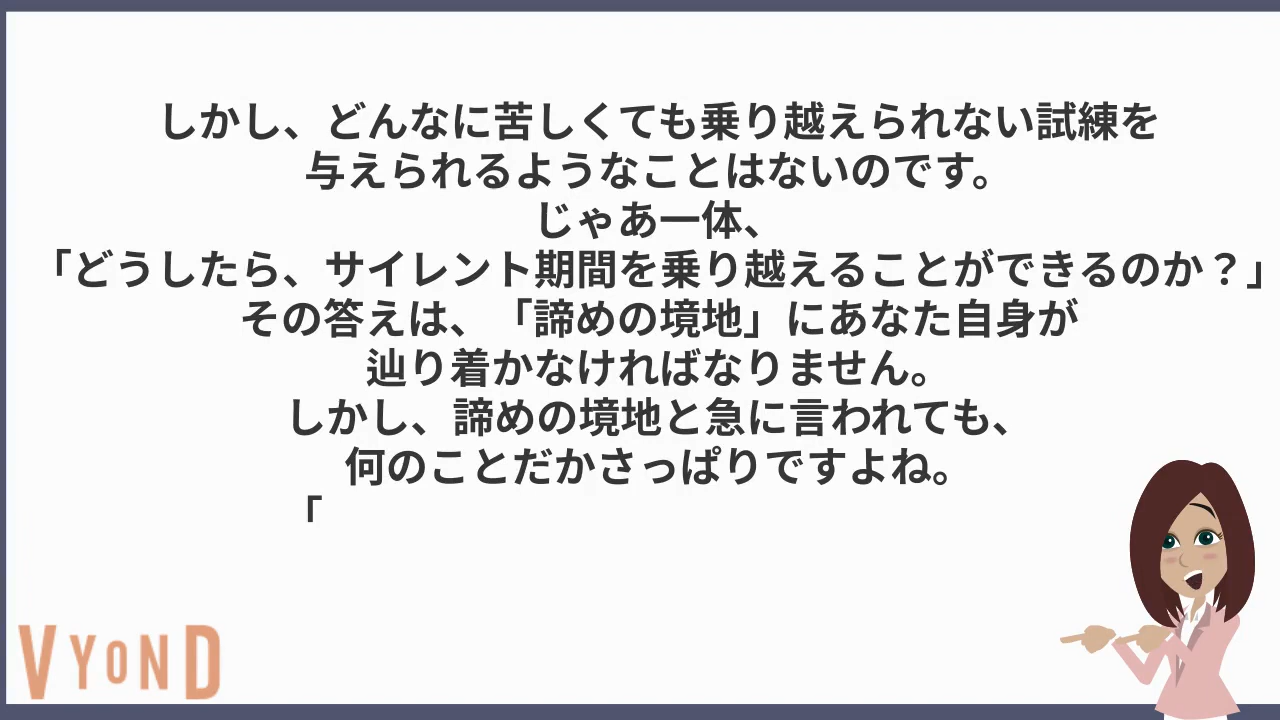 しかし、どんなに苦しくても乗り越えられない試練を
与えられるようなことはないのです。
じゃあ一体、
「どうしたら、サイレント期間を乗り越えることができるのか？」
その答えは、「諦めの境地」にあなた自身が
辿り着かなければなりません。
しかし、諦めの境地と急に言われても、
何のことだかさっぱりですよね。
「
VYOND